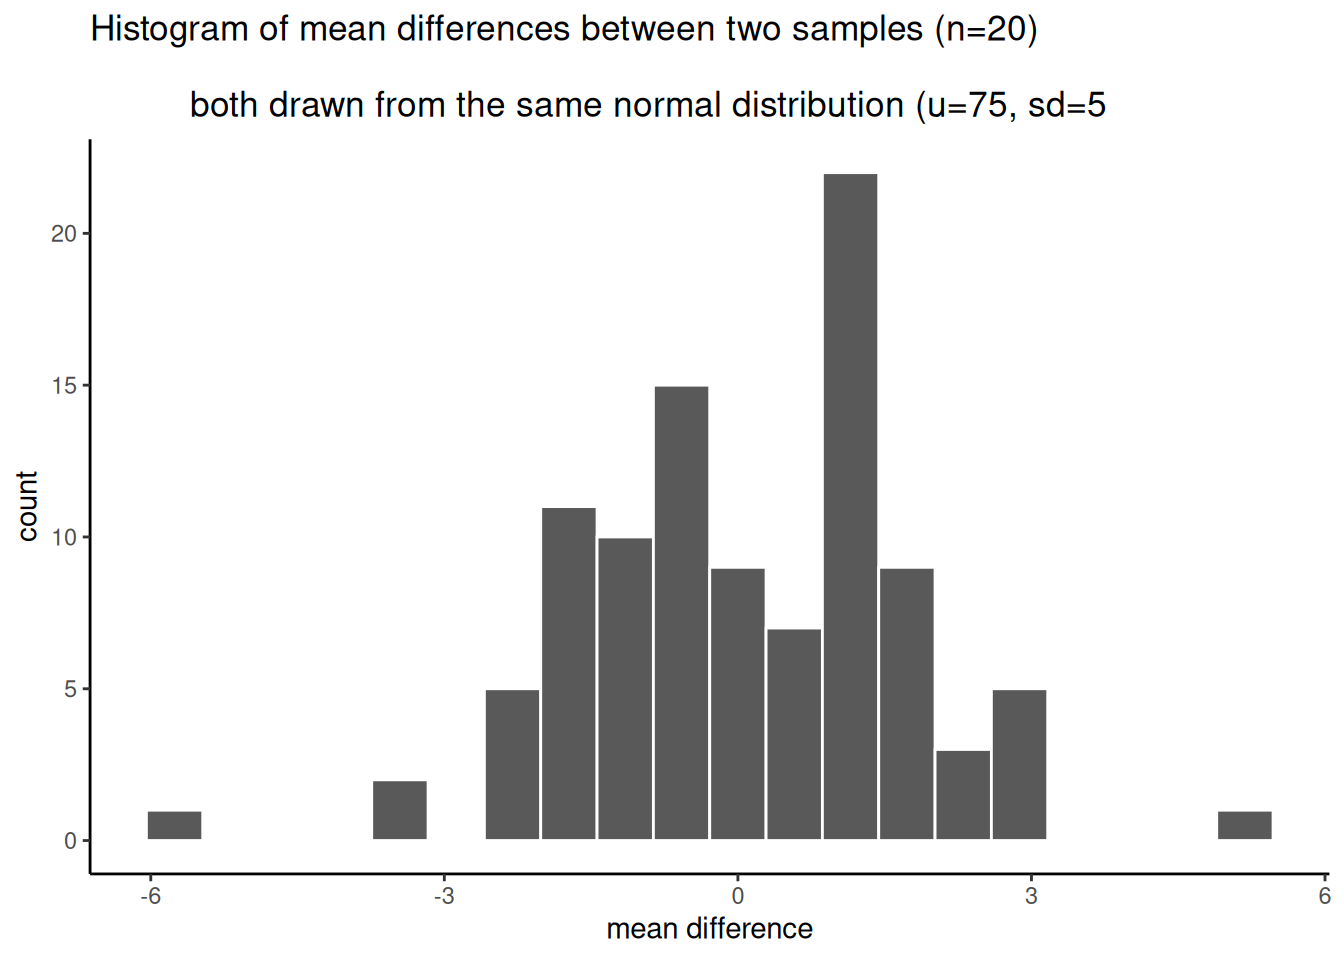 Histogram of mean differences between two samples (n=20)
both drawn from the same normal distribution (u=75, sd=5
20
15
10
5
0
count
-6
-3
0
3
6
mean difference